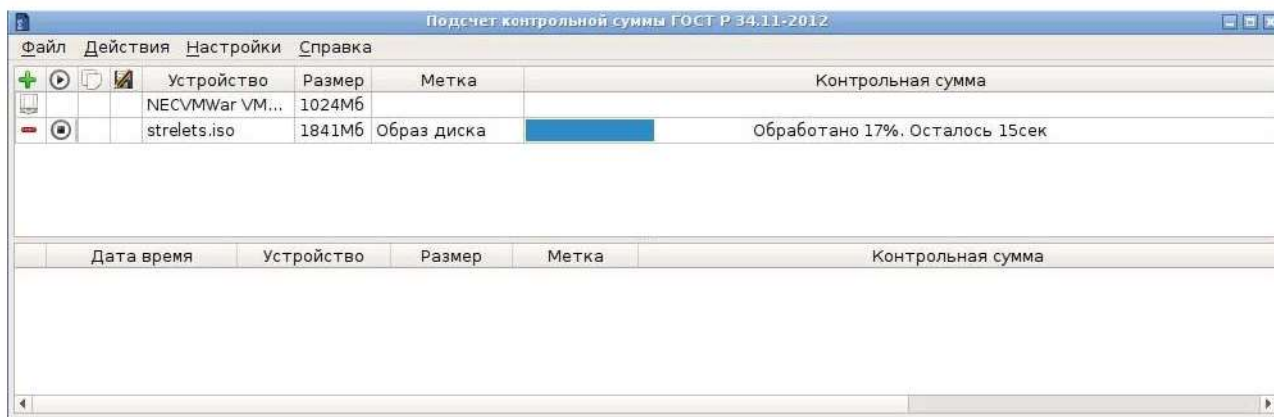 Подсчет контрольной суммы ГОСТ Р 34.11-2012
Файл Действия Настройки Справка
Устройство Размер Метка Контрольная сумма
NECVMWar VM... 1024Мб
strelets.iso 1841Мб Образ диска Обработано 17%. Осталось 15сек
Дата время Устройство Размер Метка Контрольная сумма